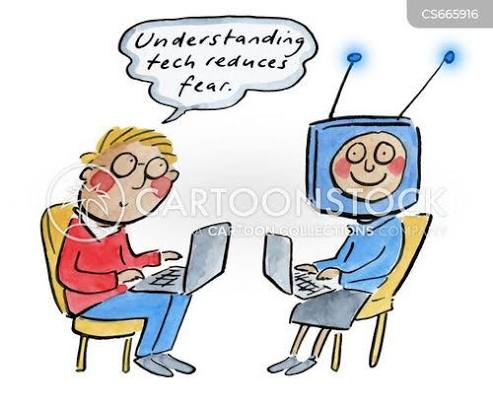 CS665916
Understanding
tech reduces
fear.
CARTOONSTOCK
A CARTOON COLLECTIONS COMPANY